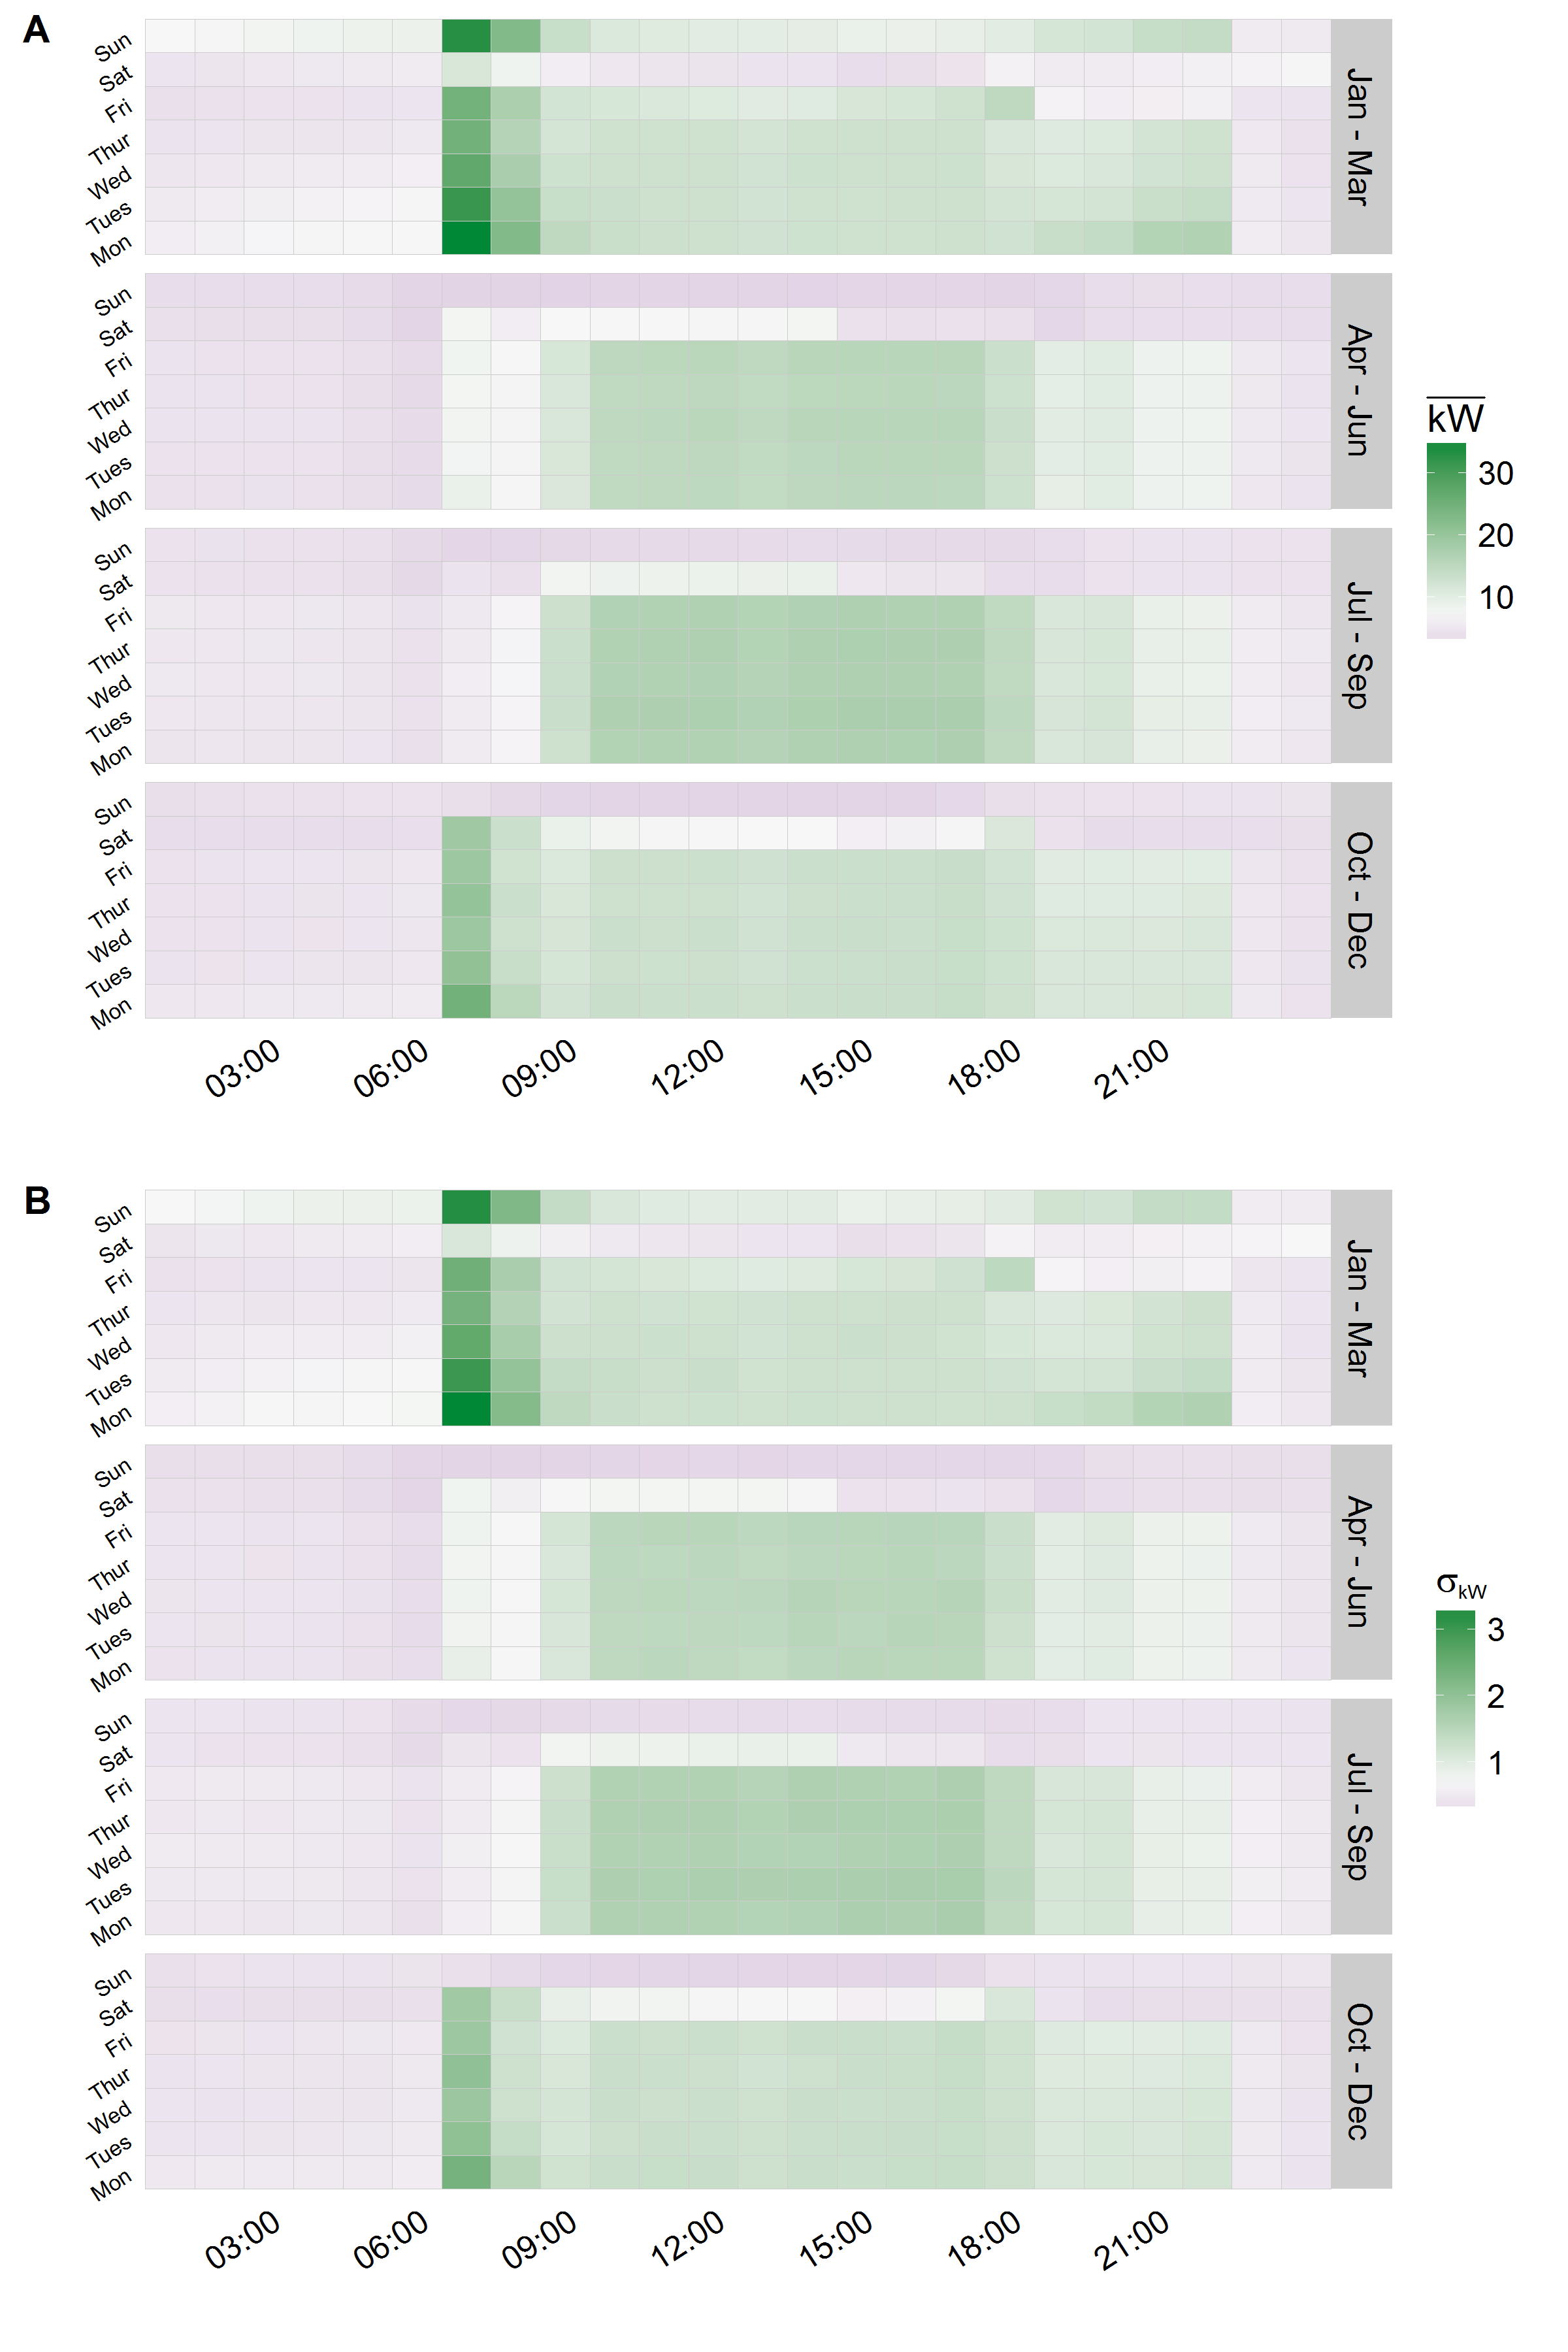 A
Sun
Sat
Fri
Thur
Wed
Tues
Mon
Jan - Mar
Sun
Sat
Fri
Thur
Wed
Tues
Mon
Apr - Jun
Sun
Sat
Fri
Thur
Wed
Tues
Mon
Jul - Sep
Sun
Sat
Fri
Thur
Wed
Tues
Mon
Oct - Dec
03:00 06:00 09:00 12:00 15:00 18:00 21:00
kW
30
20
10
B
Sun
Sat
Fri
Thur
Wed
Tues
Mon
Jan - Mar
Sun
Sat
Fri
Thur
Wed
Tues
Mon
Apr - Jun
Sun
Sat
Fri
Thur
Wed
Tues
Mon
Jul - Sep
Sun
Sat
Fri
Thur
Wed
Tues
Mon
Oct - Dec
03:00 06:00 09:00 12:00 15:00 18:00 21:00
σkW
3
2
1